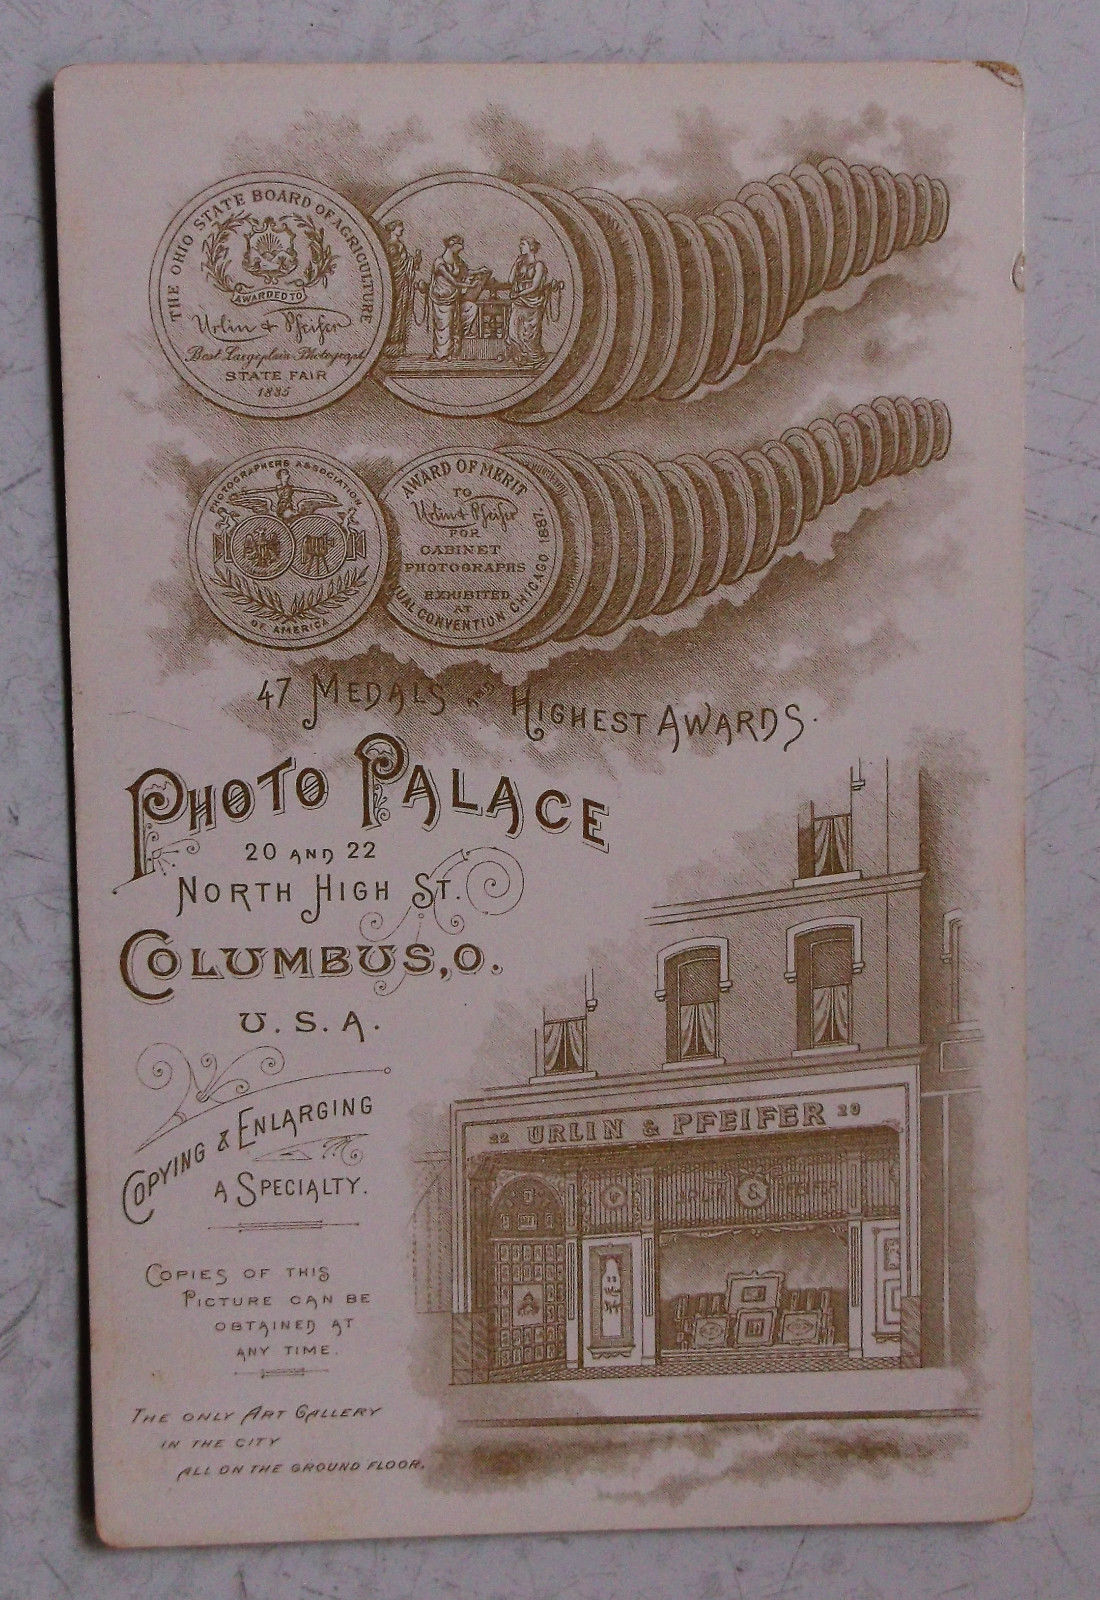 THE OHIO STATE BOARD OF AGRICULTURE
AWARDED TO
Urlin & Pfeifer
Best Largeplain Photograph
STATE FAIR
1885
PHOTOGRAPHERS ASSOCIATION
OF AMERICA
AWARD OF MERIT
TO
Urlin & Pfeifer
FOR
CABINET
PHOTOGRAPHS
EXHIBITED
AT
CONVENTION CHICAGO 1887.
47 MEDALS AND HIGHEST AWARDS.
PHOTO PALACE
20 AND 22
NORTH HIGH ST.
COLUMBUS, O.
U.S.A.
COPYING & ENLARGING
A SPECIALTY.
COPIES OF THIS
PICTURE CAN BE
OBTAINED AT
ANY TIME.
THE ONLY ART GALLERY
IN THE CITY
ALL ON THE GROUND FLOOR.
22 URLIN & PFEIFER 20
&